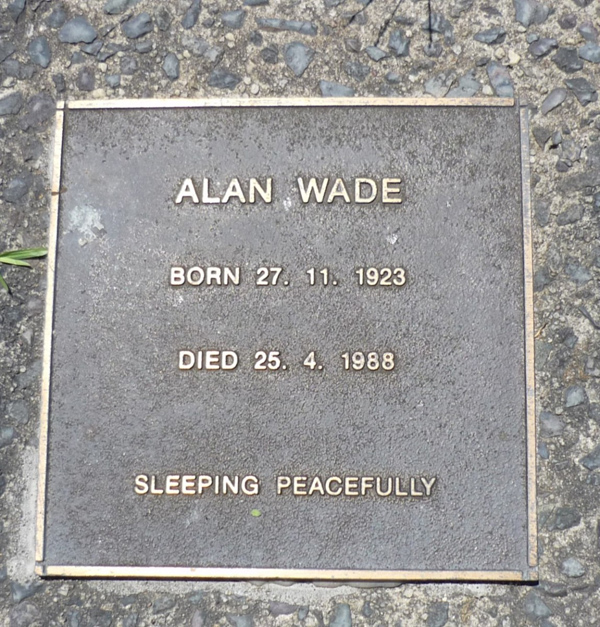 ALAN WADE
BORN 27. 11. 1923
DIED 25. 4. 1988
SLEEPING PEACEFULLY